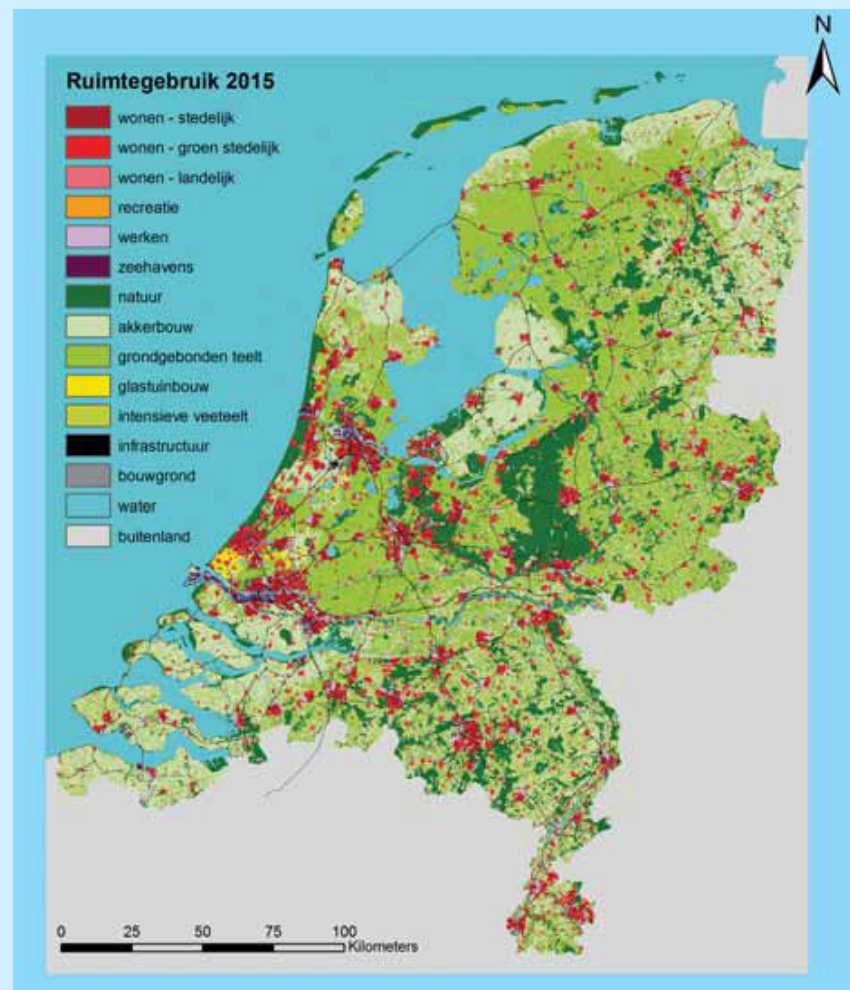 N
Ruimtegebruik 2015
wonen - stedelijk
wonen - groen stedelijk
wonen - landelijk
recreatie
werken
zeehavens
natuur
akkerbouw
grondgebonden teelt
glastuinbouw
intensieve veeteelt
infrastructuur
bouwgrond
water
buitenland
0 25 50 75 100
Kilometers